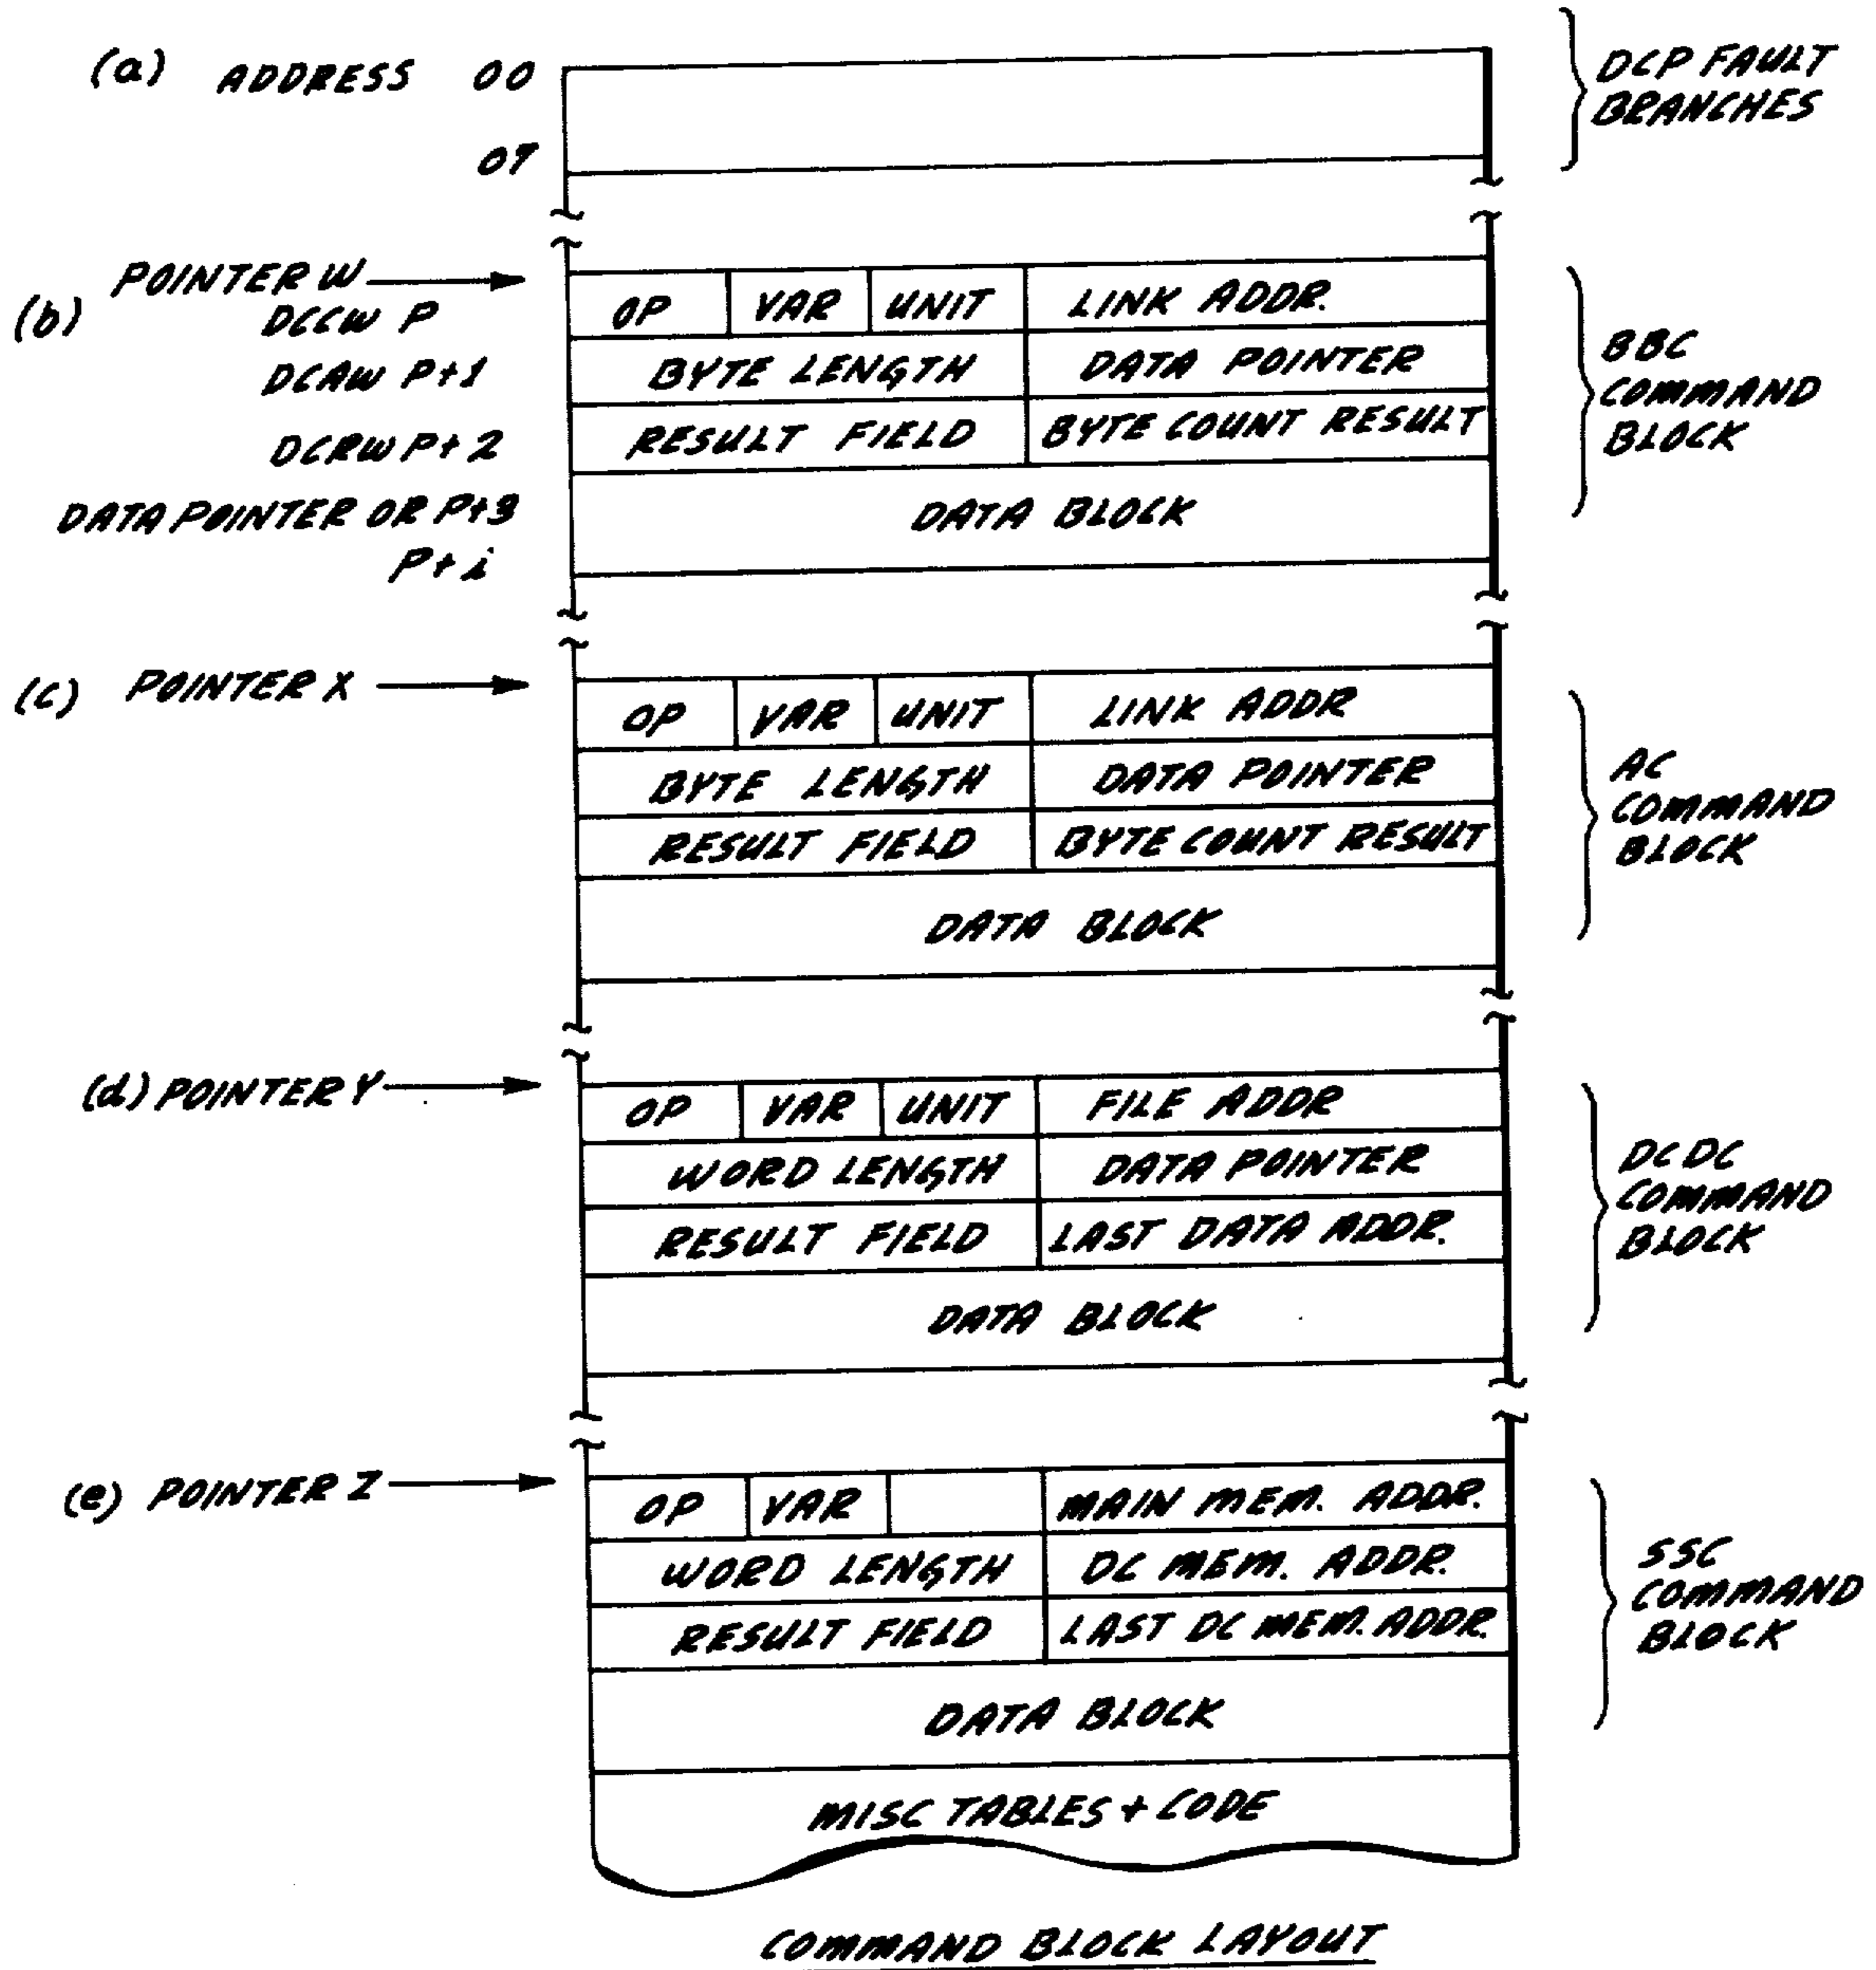 (a) ADDRESS 00
07
DCP FAULT
BRANCHES
(b) POINTER W
DCCW P
DCAW P+1
DCRW P+2
DATA POINTER OR P+3
P+i
OP VAR UNIT LINK ADDR.
BYTE LENGTH DATA POINTER
RESULT FIELD BYTE COUNT RESULT
DATA BLOCK
BBC
COMMAND
BLOCK
(c) POINTER X
OP VAR UNIT LINK ADDR
BYTE LENGTH DATA POINTER
RESULT FIELD BYTE COUNT RESULT
DATA BLOCK
AC
COMMAND
BLOCK
(d) POINTER Y
OP VAR UNIT FILE ADDR
WORD LENGTH DATA POINTER
RESULT FIELD LAST DATA ADDR.
DATA BLOCK
DCDC
COMMAND
BLOCK
(e) POINTER Z
OP VAR MAIN MEM. ADDR.
WORD LENGTH DC MEM. ADDR.
RESULT FIELD LAST DC MEM. ADDR.
DATA BLOCK
SSC
COMMAND
BLOCK
MISC TABLES + CODE
COMMAND BLOCK LAYOUT